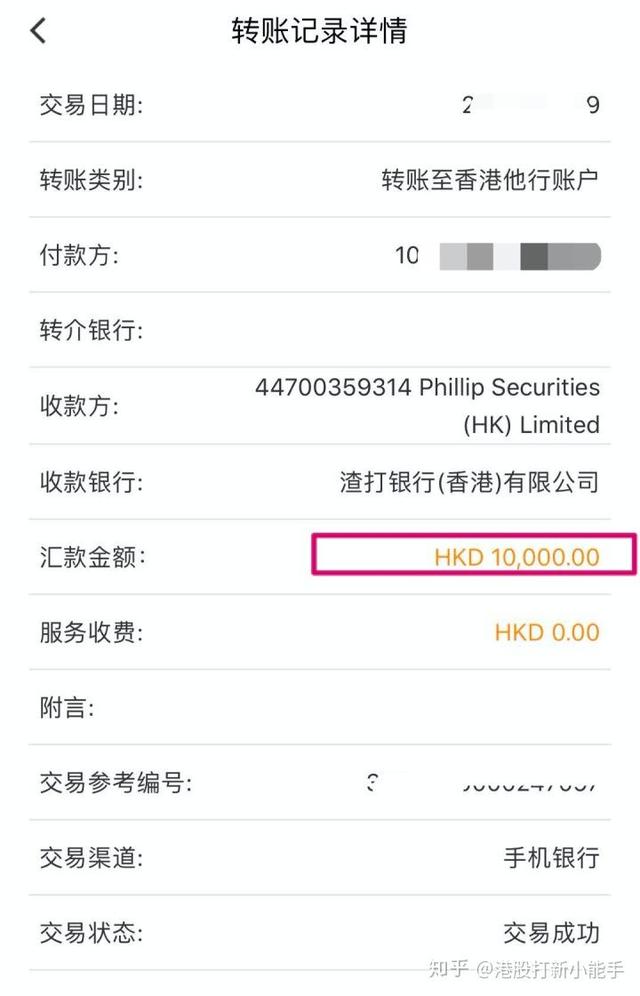 转账记录详情
交易日期: 2 9
转账类别: 转账至香港他行账户
付款方: 10
转介银行:
收款方: 44700359314 Phillip Securities
(HK) Limited
收款银行: 渣打银行(香港)有限公司
汇款金额: HKD 10,000.00
服务收费: HKD 0.00
附言:
交易参考编号:
交易渠道: 手机银行
交易状态: 交易成功
知乎 @港股打新小能手